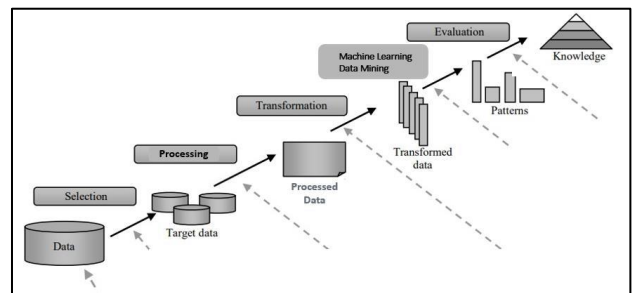 Evaluation
Knowledge
Machine Learning
Data Mining
Patterns
Transformation
Transformed
data
Processing
Processed
Data
Selection
Target data
Data